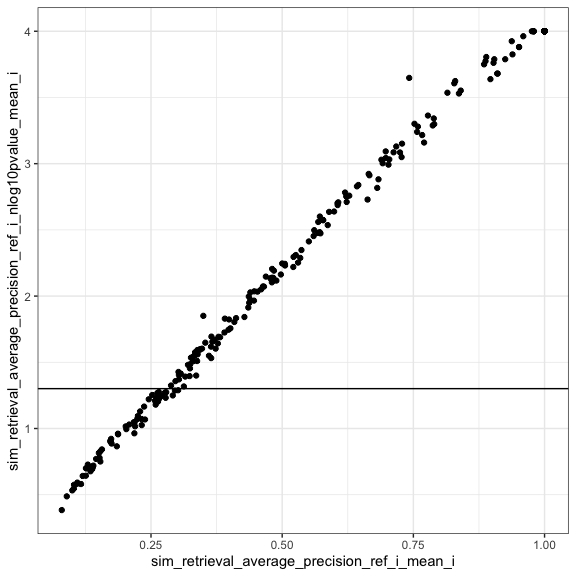 4
3
2
1
sim_retrieval_average_precision_ref_i_nlog10pvalue_mean_i
0.25 0.50 0.75 1.00
sim_retrieval_average_precision_ref_i_mean_i